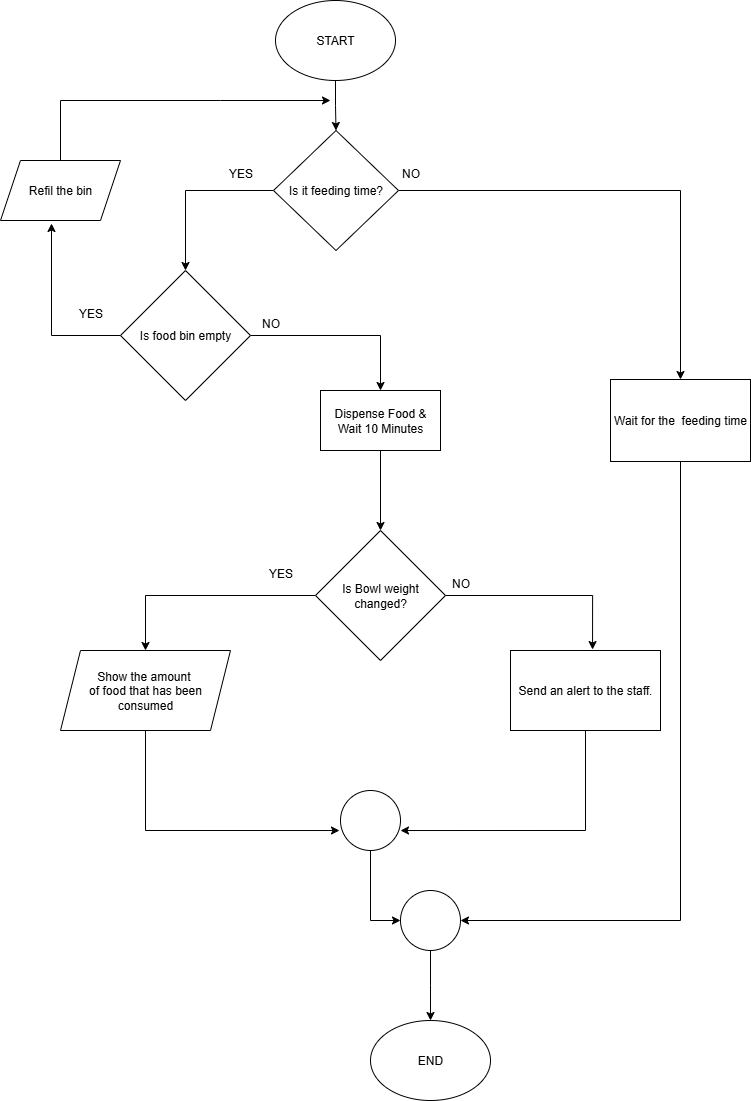 START
YES
NO
Refil the bin
Is it feeding time?
YES
NO
Is food bin empty
Dispense Food &
Wait 10 Minutes
Wait for the  feeding time
YES
NO
Is Bowl weight
changed?
Show the amount
of food that has been
consumed
Send an alert to the staff.
END